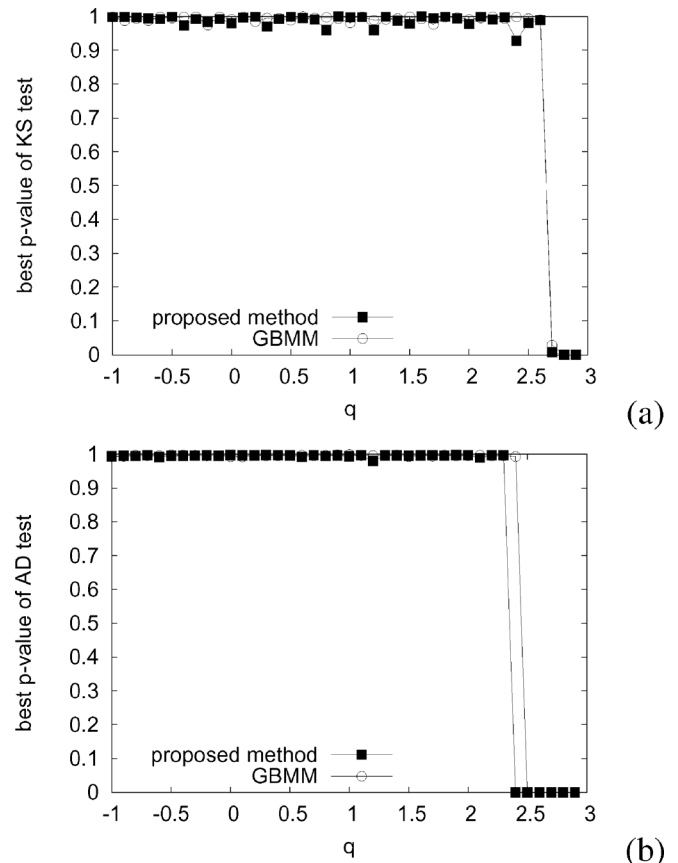 1
0.9
0.8
0.7
0.6
0.5
0.4
0.3
0.2
0.1
0
best p-value of KS test
proposed method
GBMM
-1 -0.5 0 0.5 1 1.5 2 2.5 3
q
(a)
1
0.9
0.8
0.7
0.6
0.5
0.4
0.3
0.2
0.1
0
best p-value of AD test
proposed method
GBMM
-1 -0.5 0 0.5 1 1.5 2 2.5 3
q
(b)